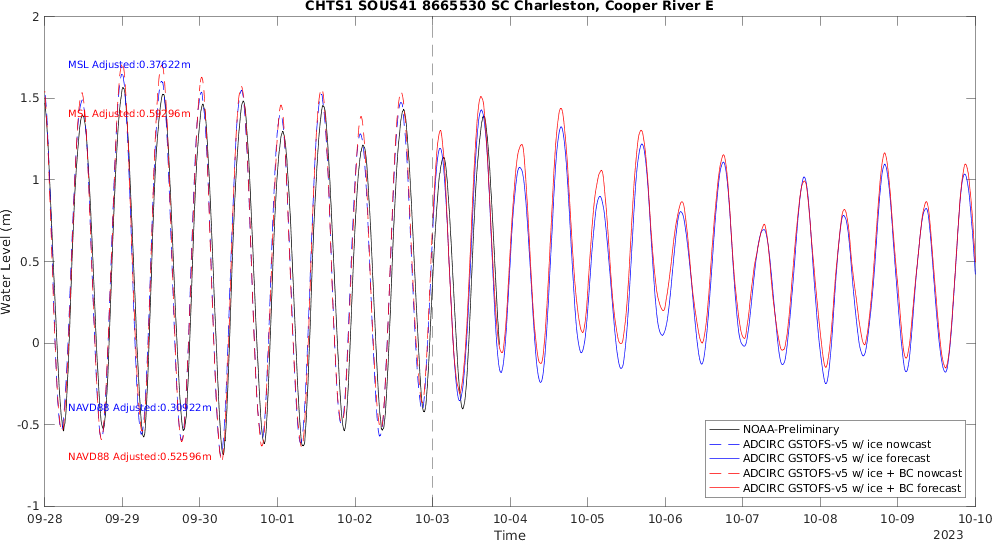 CHTS1 SOUS41 8665530 SC Charleston, Cooper River E
2
1.5
1
0.5
0
-0.5
-1
Water Level (m)
MSL Adjusted:0.37622m
MSL Adjusted:0.59296m
NAVD88 Adjusted:0.30922m
NAVD88 Adjusted:0.52596m
NOAA-Preliminary
ADCIRC GSTOFS-v5 w/ ice nowcast
ADCIRC GSTOFS-v5 w/ ice forecast
ADCIRC GSTOFS-v5 w/ ice + BC nowcast
ADCIRC GSTOFS-v5 w/ ice + BC forecast
09-28 09-29 09-30 10-01 10-02 10-03 10-04 10-05 10-06 10-07 10-08 10-09 10-10
Time
2023